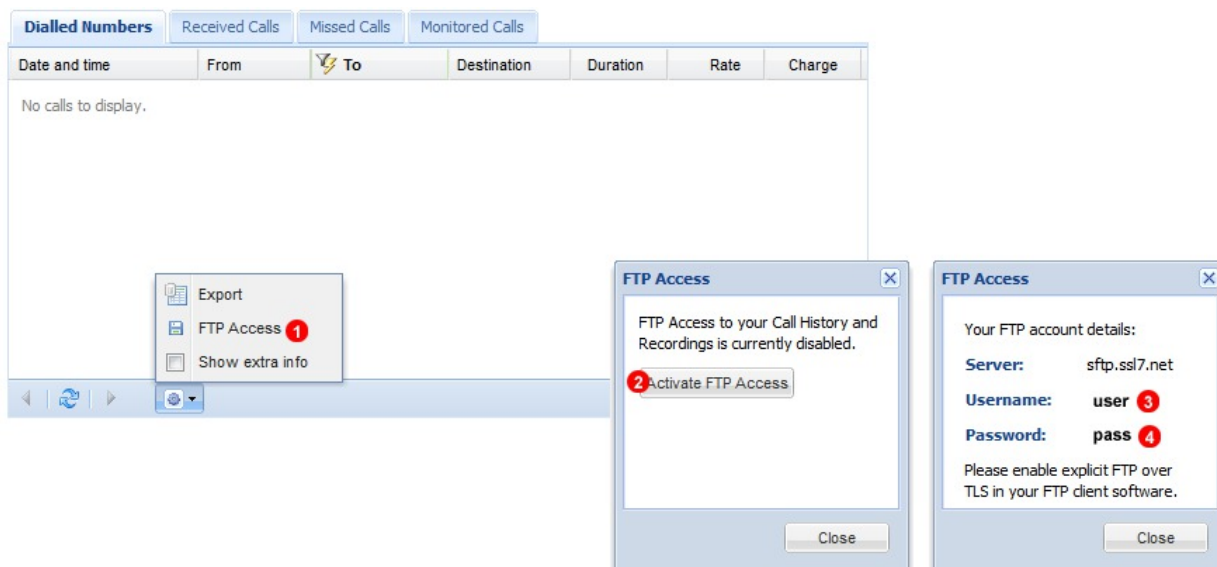 Dialled Numbers Received Calls Missed Calls Monitored Calls
Date and time From To Destination Duration Rate Charge
No calls to display.
Export
FTP Access 1
Show extra info
FTP Access
FTP Access to your Call History and
Recordings is currently disabled.
2 Activate FTP Access
Close
FTP Access
Your FTP account details:
Server: sftp.ssl7.net
Username: user 3
Password: pass 4
Please enable explicit FTP over
TLS in your FTP client software.
Close